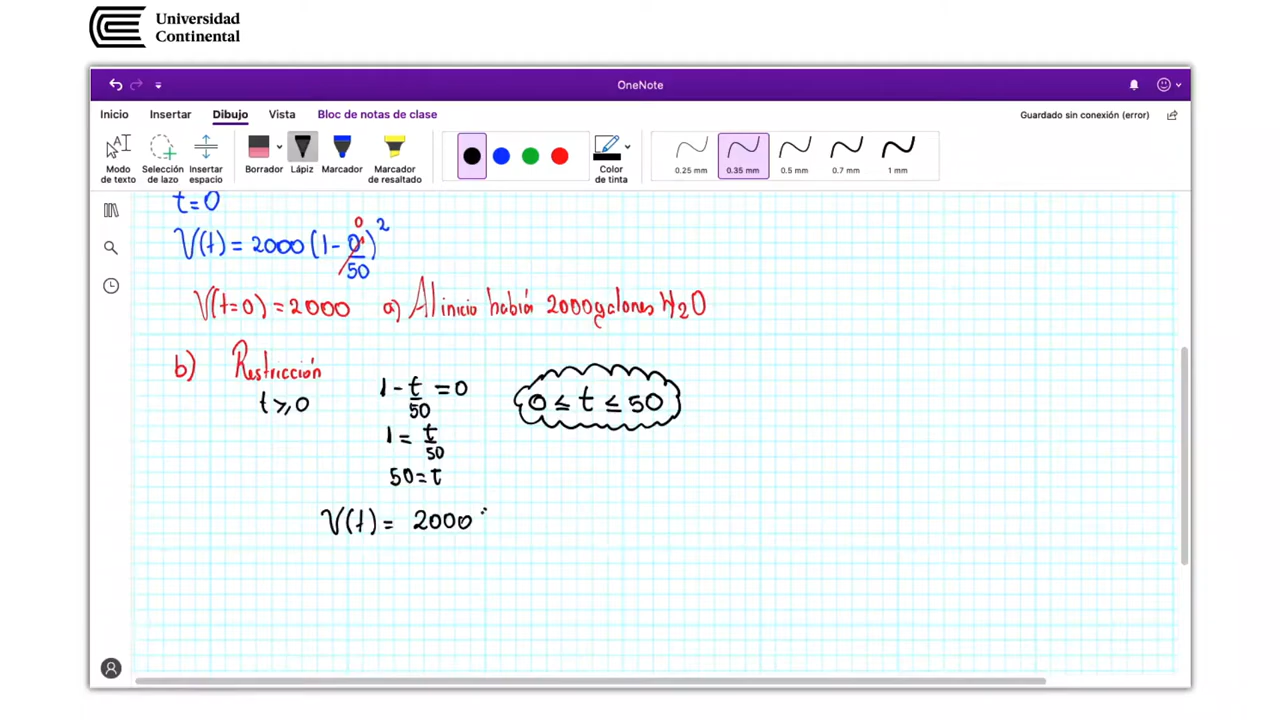 Universidad
Continental
OneNote
Inicio Insertar Dibujo Vista Bloc de notas de clase
Guardado sin conexión (error)
Modo de texto
Selección de lazo
Insertar espacio
Borrador
Lápiz
Marcador
Marcador de resaltado
Color de tinta
0.25 mm
0.35 mm
0.5 mm
0.7 mm
1 mm
t=0
V(t) = 2000 (1 - 0/50)^2
0
V(t=0) = 2000 a) Al inicio había 2000galones H2O
b) Restricción
t ≥ 0
1 - t/50 = 0
1 = t/50
50 = t
0 ≤ t ≤ 50
V(t) = 2000